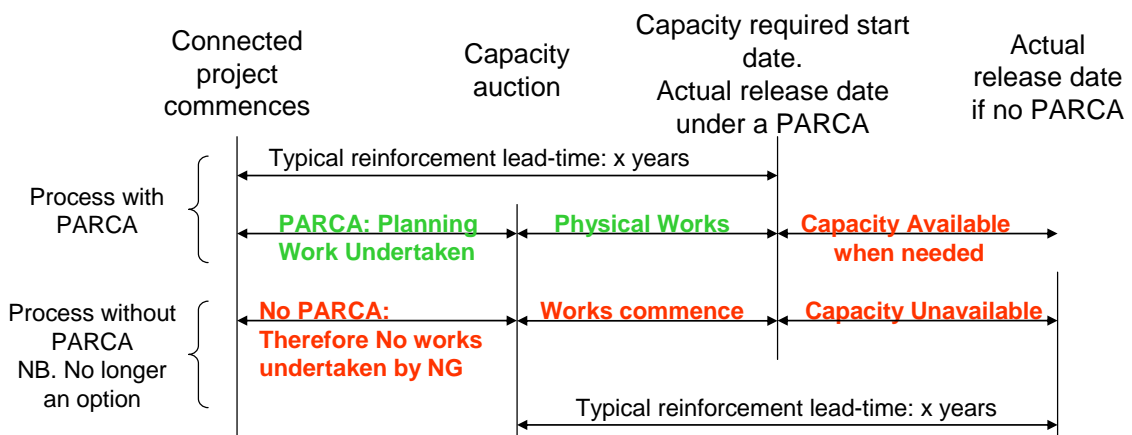 Connected
project
commences
Capacity
auction
Capacity required start
date.
Actual release date
under a PARCA
Actual
release date
if no PARCA
Typical reinforcement lead-time: x years
Process with
PARCA
PARCA: Planning
Work Undertaken
Physical Works
Capacity Available
when needed
Process without
PARCA
NB. No longer
an option
No PARCA:
Therefore No works
undertaken by NG
Works commence
Capacity Unavailable
Typical reinforcement lead-time: x years